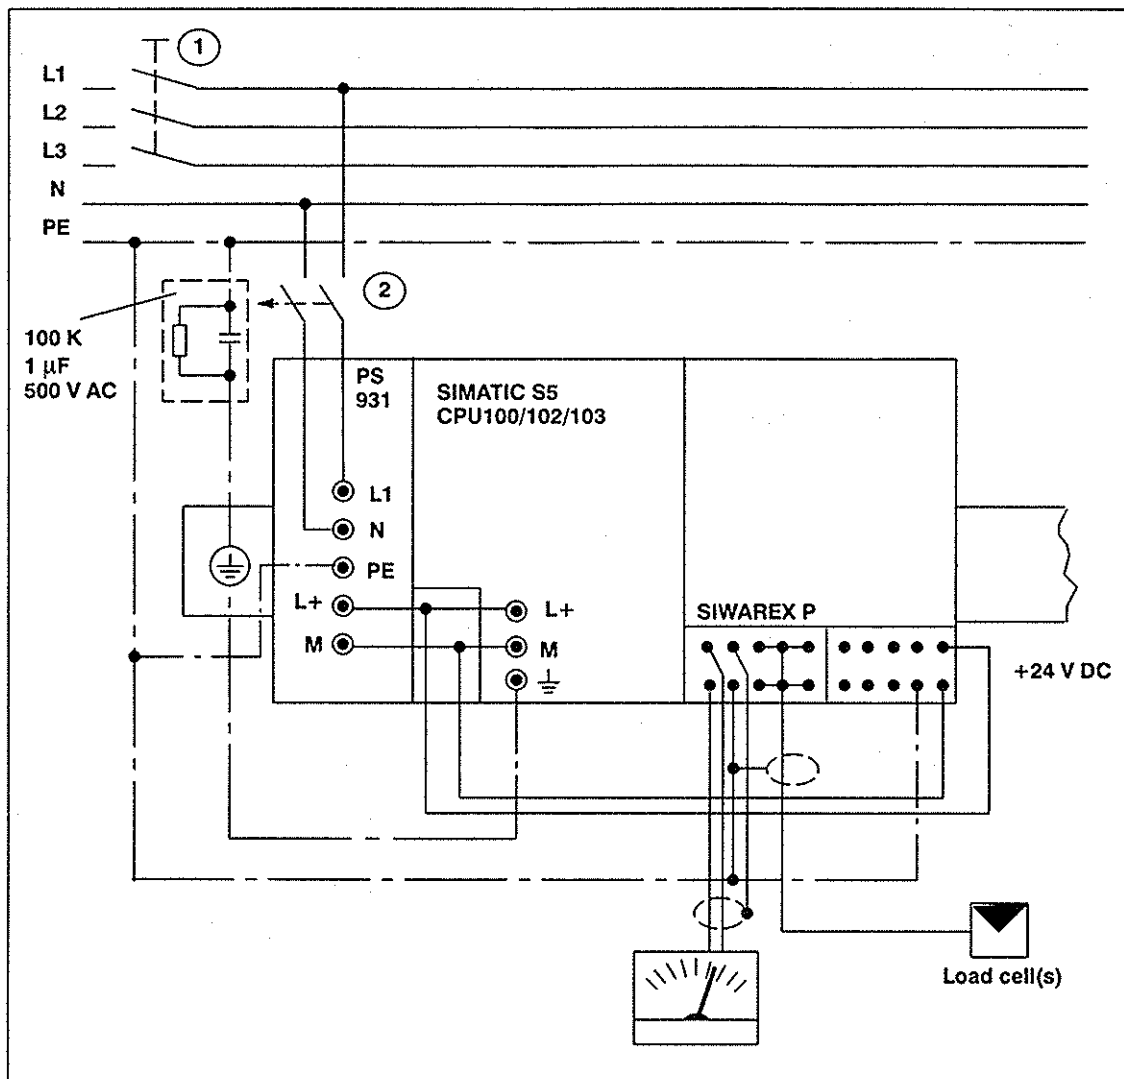 1
L1
L2
L3
N
PE
2
100 K
1 µF
500 V AC
PS
931
SIMATIC S5
CPU100/102/103
L1
N
PE
L+
L+
M
M
SIWAREX P
+24 V DC
Load cell(s)